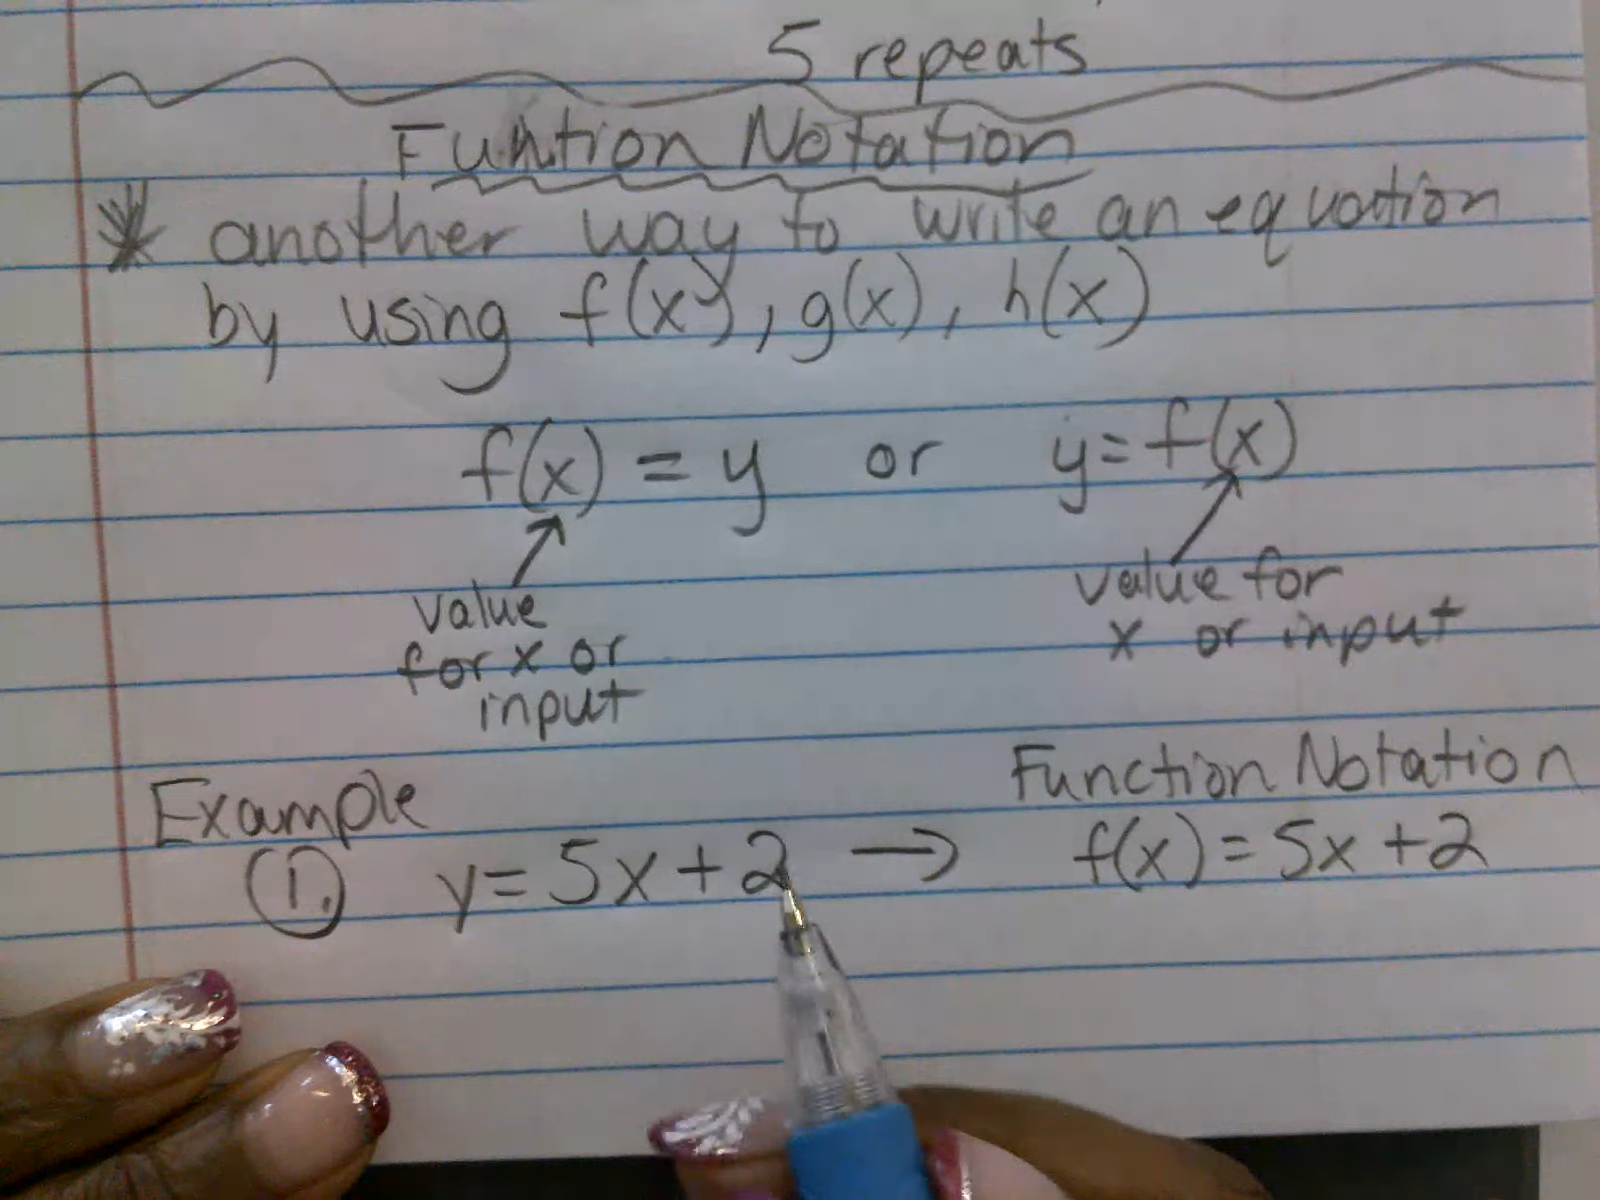 5 repeats
Funtion Notation
* another way to write an equation
by using f(x), g(x), h(x)
f(x) = y or y = f(x)
value
for x or
input
value for
x or input
Example
Function Notation
1. y = 5x + 2 → f(x) = 5x + 2